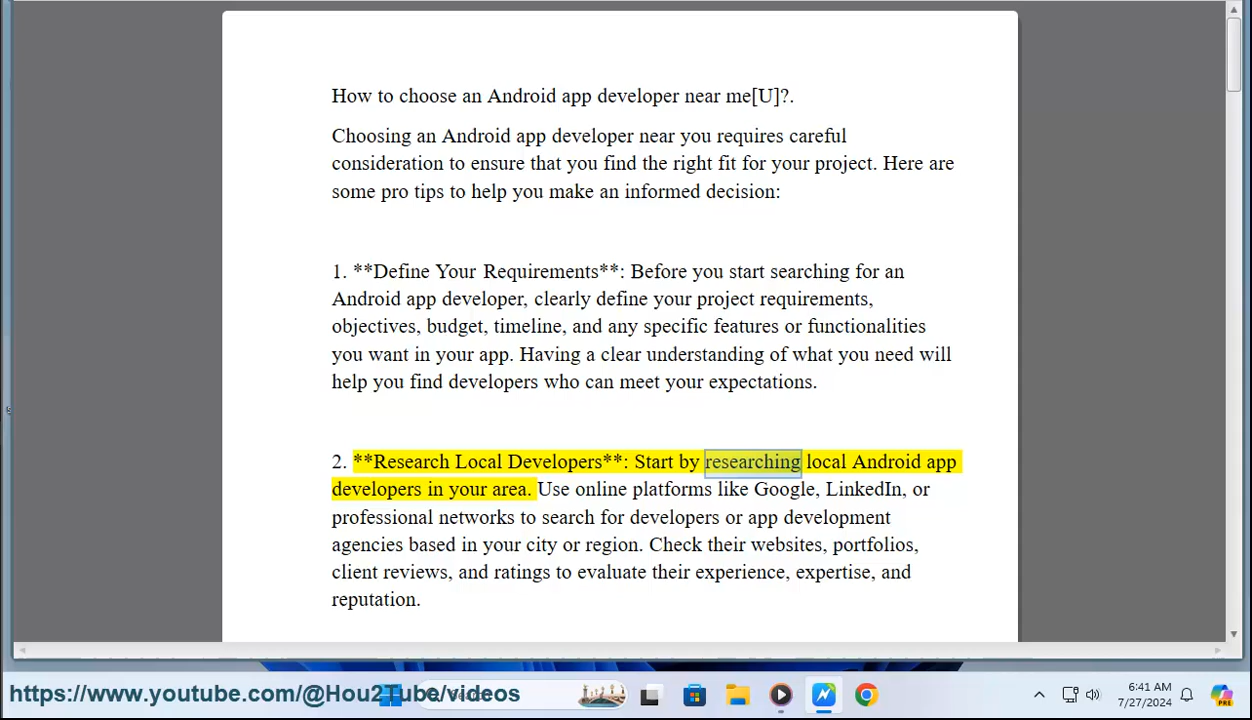 How to choose an Android app developer near me[U]?.
Choosing an Android app developer near you requires careful
consideration to ensure that you find the right fit for your project. Here are
some pro tips to help you make an informed decision:
1. **Define Your Requirements**: Before you start searching for an
Android app developer, clearly define your project requirements,
objectives, budget, timeline, and any specific features or functionalities
you want in your app. Having a clear understanding of what you need will
help you find developers who can meet your expectations.
2. **Research Local Developers**: Start by researching local Android app
developers in your area. Use online platforms like Google, LinkedIn, or
professional networks to search for developers or app development
agencies based in your city or region. Check their websites, portfolios,
client reviews, and ratings to evaluate their experience, expertise, and
reputation.
https://www.youtube.com/@Hou2Tube/videos
6:41 AM
7/27/2024
PRE